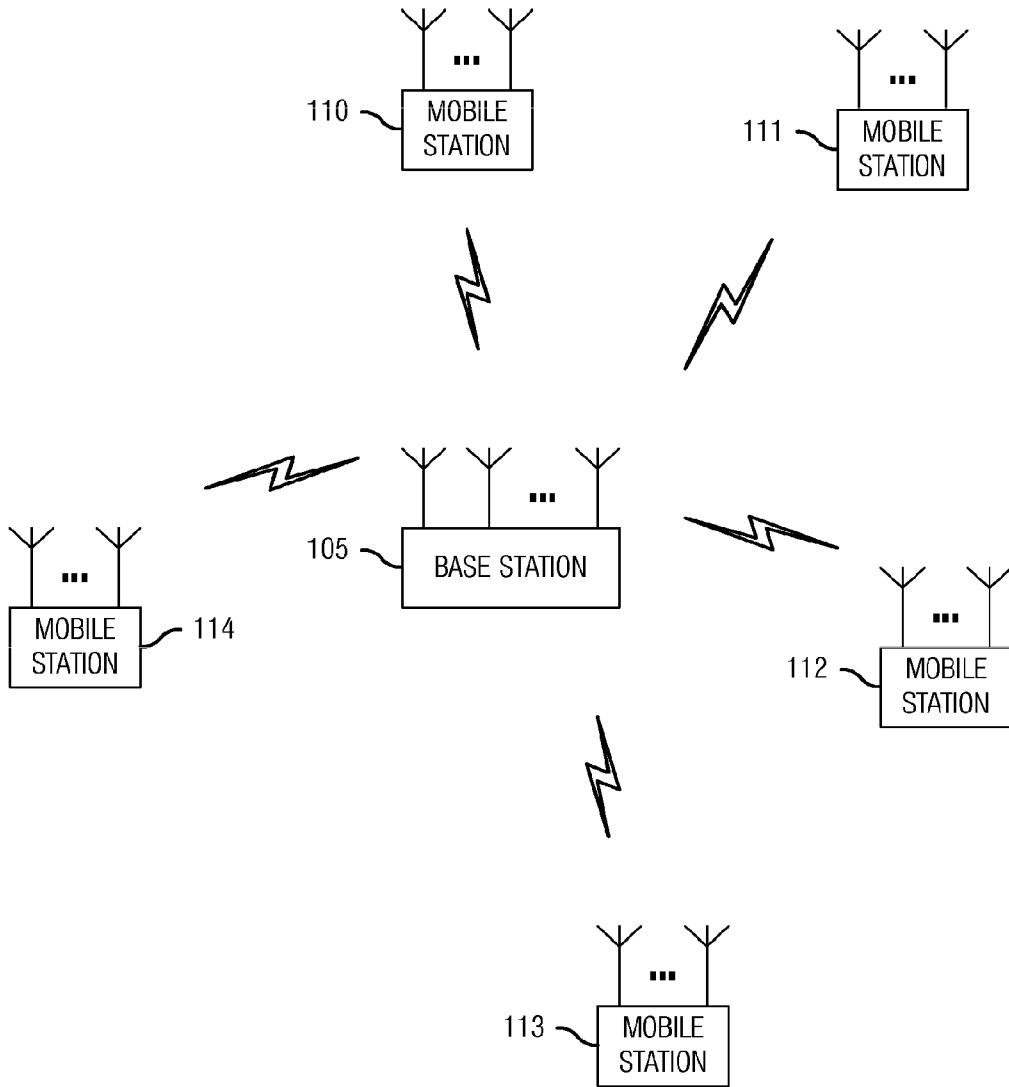 110
MOBILE
STATION
111
MOBILE
STATION
105
BASE STATION
MOBILE
STATION
114
112
MOBILE
STATION
113
MOBILE
STATION